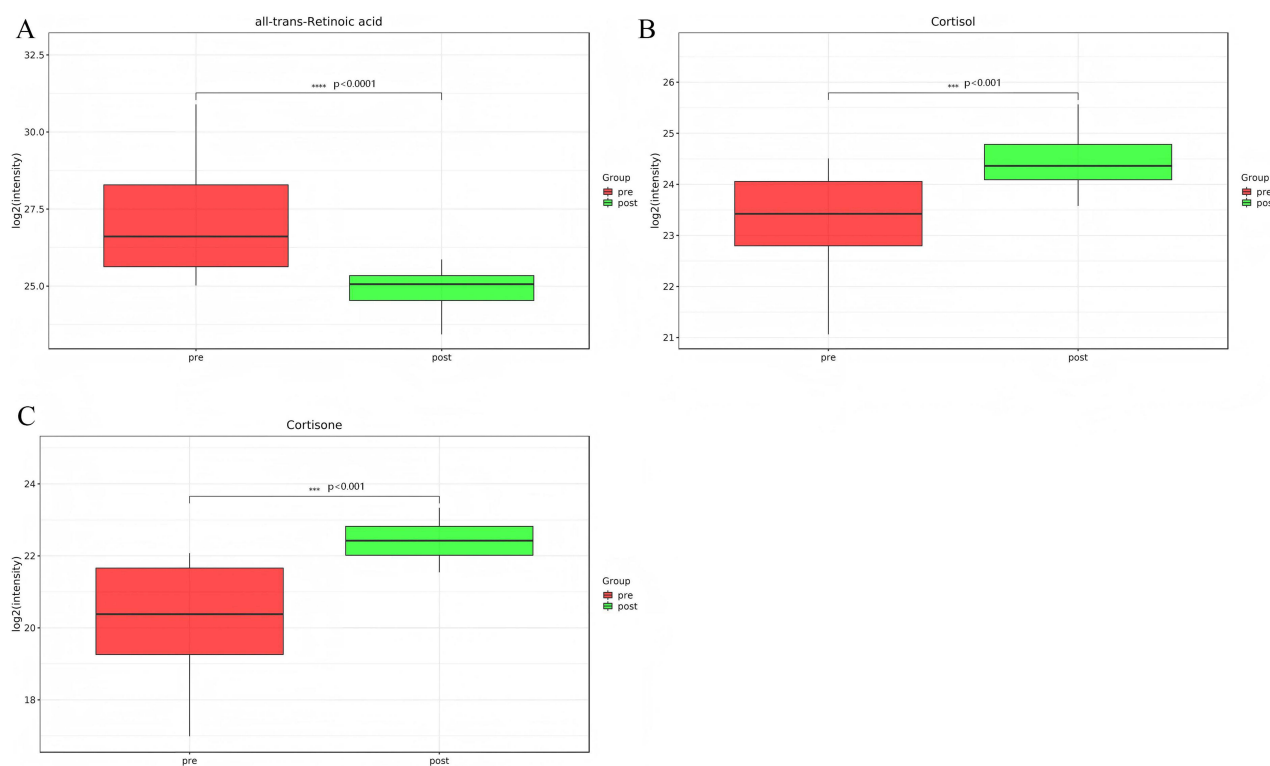 A
all-trans-Retinoic acid
32.5
30.0
27.5
25.0
log2(intensity)
**** p<0.0001
pre
post
Group
pre
post
B
Cortisol
26
25
24
23
22
21
log2(intensity)
*** p<0.001
pre
post
Group
pre
pos
C
Cortisone
24
22
20
18
log2(intensity)
*** p<0.001
pre
post
Group
pre
post